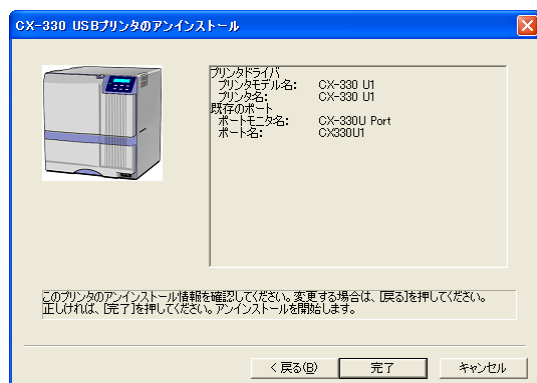 CX-330 USBプリンタのアンインストール
プリンタドライバ
プリンタモデル名: CX-330 U1
プリンタ名: CX-330 U1
既存のポート
ポートモニタ名: CX-330U Port
ポート名: CX330U1
このプリンタのアンインストール情報を確認してください。変更する場合は、[戻る]を押してください。
正しければ、[完了]を押してください。アンインストールを開始します。
< 戻る(B) 完了 キャンセル